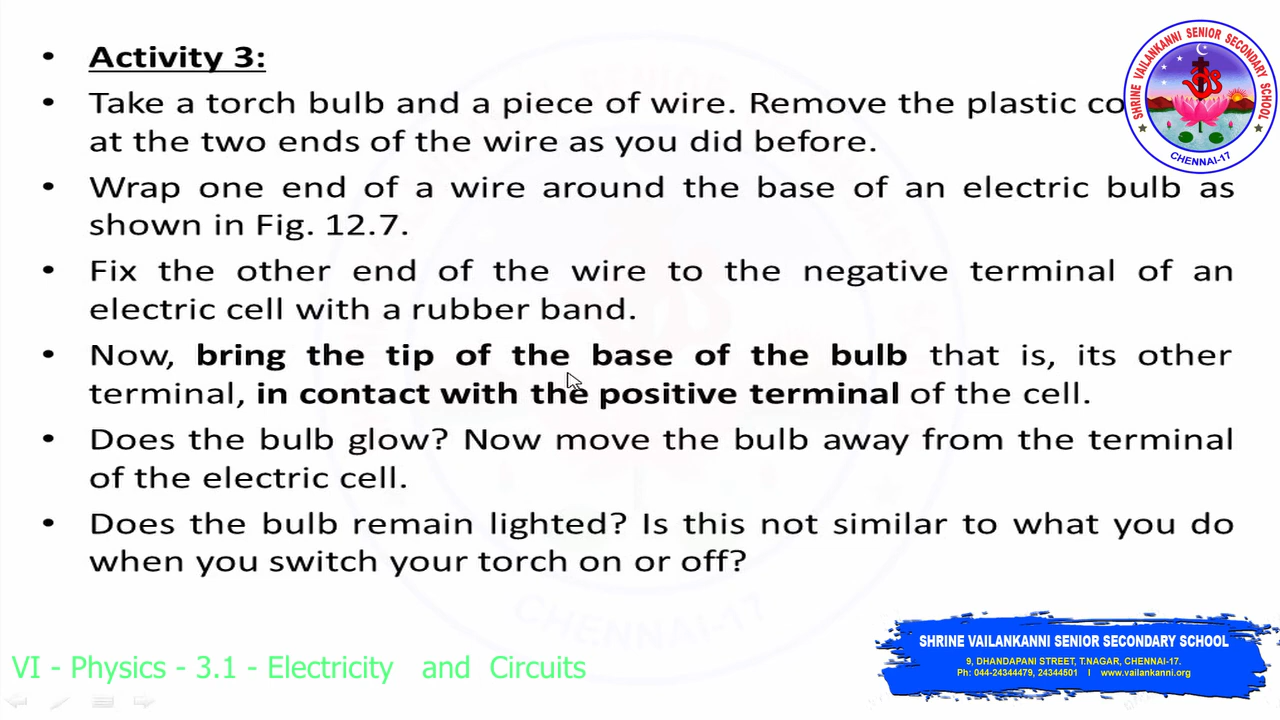 • Activity 3:
• Take a torch bulb and a piece of wire. Remove the plastic
at the two ends of the wire as you did before.
• Wrap one end of a wire around the base of an electric bulb as
shown in Fig. 12.7.
• Fix the other end of the wire to the negative terminal of an
electric cell with a rubber band.
• Now, bring the tip of the base of the bulb that is, its other
terminal, in contact with the positive terminal of the cell.
• Does the bulb glow? Now move the bulb away from the terminal
of the electric cell.
• Does the bulb remain lighted? Is this not similar to what you do
when you switch your torch on or off?
SHRINE VAILANKANNI SENIOR SECONDARY SCHOOL
CHENNAI-17
CHENNAI-17
VI - Physics - 3.1 - Electricity and Circuits
SHRINE VAILANKANNI SENIOR SECONDARY SCHOOL
9, DHANDAPANI STREET, T.NAGAR, CHENNAI-17.
Ph: 044-24344479, 24344501 I www.vailankanni.org